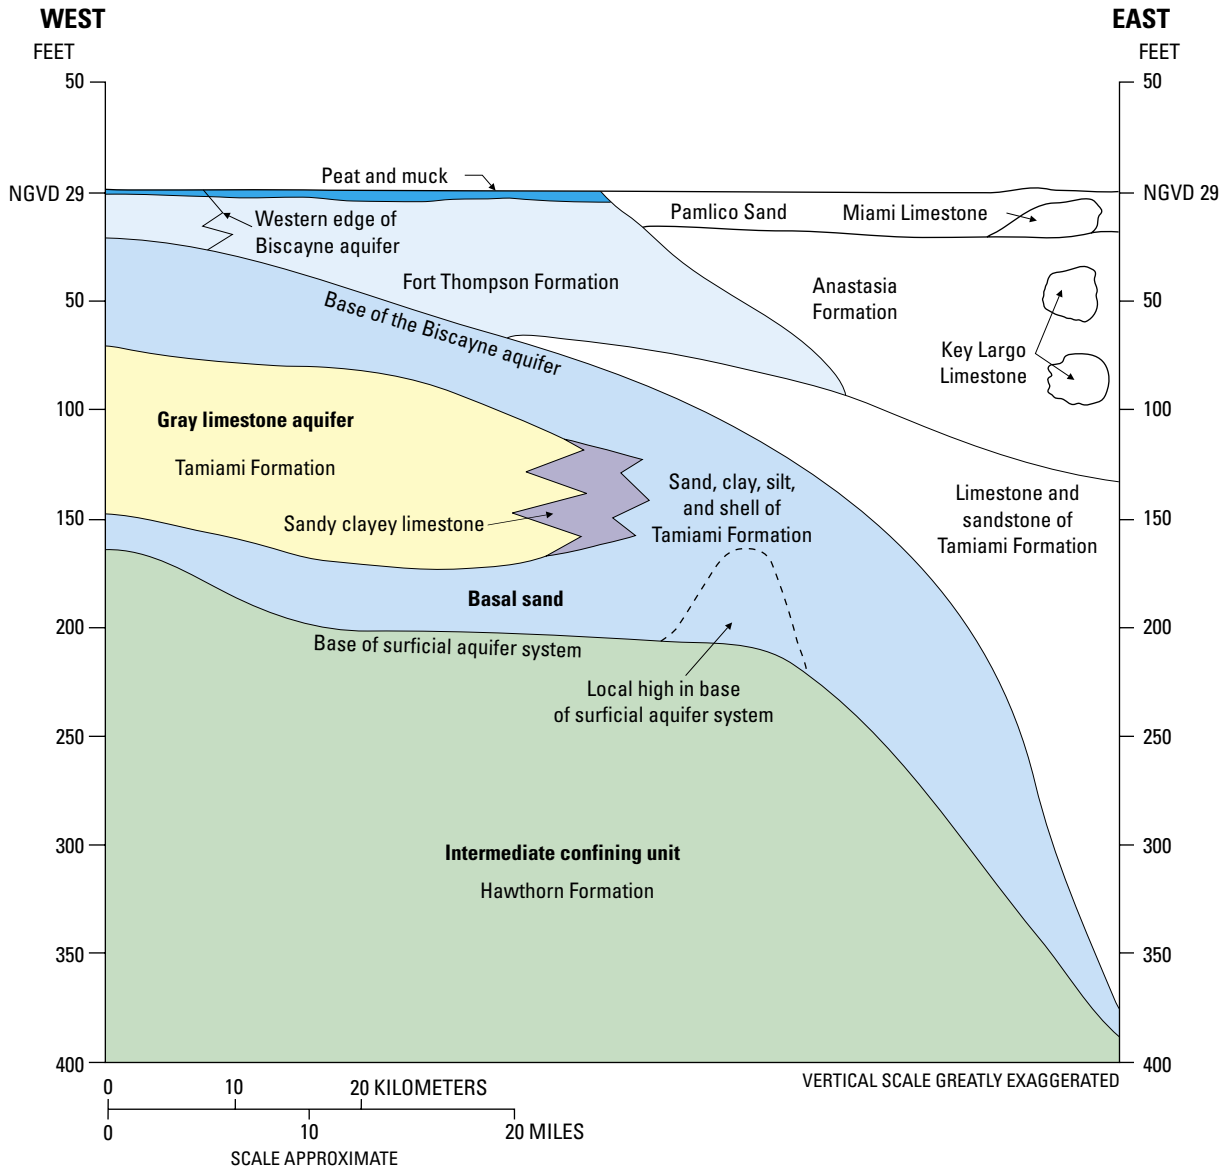 WEST
EAST
FEET
FEET
50
50
NGVD 29
NGVD 29
Peat and muck
Pamlico Sand
Miami Limestone
Western edge of
Biscayne aquifer
Fort Thompson Formation
Anastasia
Formation
50
50
Base of the Biscayne aquifer
Key Largo
Limestone
100
100
Gray limestone aquifer
Tamiami Formation
Sandy clayey limestone
Sand, clay, silt,
and shell of
Tamiami Formation
Limestone and
sandstone of
Tamiami Formation
150
150
Basal sand
200
200
Base of surficial aquifer system
Local high in base
of surficial aquifer system
250
250
300
300
Intermediate confining unit
Hawthorn Formation
350
350
400
400
VERTICAL SCALE GREATLY EXAGGERATED
0 10 20 KILOMETERS
0 10 20 MILES
SCALE APPROXIMATE